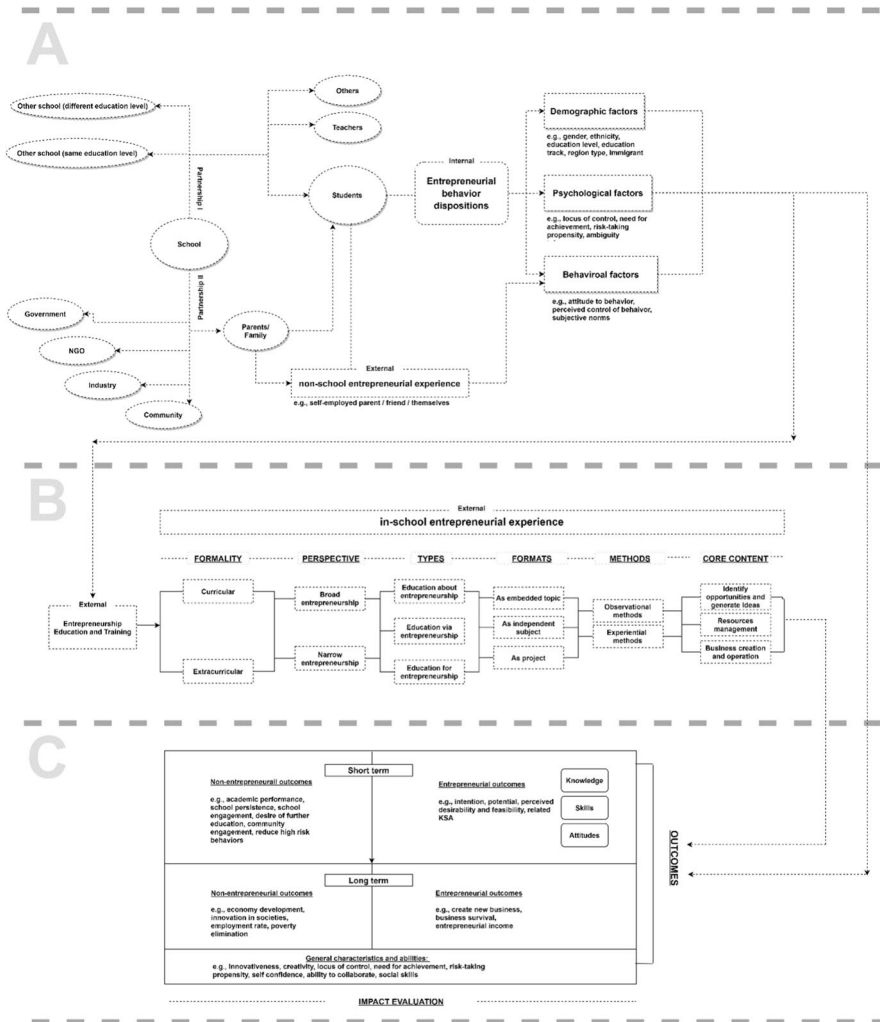 A
Others
Other school (different education level)
Teachers
Other school (same education level)
Partnership I
Students
School
Partnership II
Government
NGO
Industry
Community
Parents/
Family
Internal
Entrepreneurial
behavior
dispositions
External
non-school entrepreneurial experience
e.g., self-employed parent / friend / themselves
Demographic factors
e.g., gender, ethnicity,
education level, education
track, region type, immigrant
Psychological factors
e.g., locus of control, need for
achievement, risk-taking
propensity, ambiguity
Behaviroal factors
e.g., attitude to behavior,
perceived control of behaivor,
subjective norms
B
External
in-school entrepreneurial experience
FORMALITY
PERSPECTIVE
TYPES
FORMATS
METHODS
CORE CONTENT
External
Entrepreneurship
Education and Training
Curricular
Extracurricular
Broad
entrepreneurship
Narrow
entrepreneurship
Education about
entrepreneurship
Education via
entrepreneurship
Education for
entrepreneurship
As embedded topic
As independent
subject
As project
Observational
methods
Experiential
methods
Identify
opportunities and
generate Ideas
Resources
management
Business creation
and operation
C
Short term
Non-entrepreneurail outcomes
e.g., academic performance,
school persistence, school
engagement, desire of further
education, community
engagement, reduce high risk
behaviors
Entrepreneurial outcomes
e.g., intention, potential, perceived
desirability and feasibility, related
KSA
Knowledge
Skills
Attitudes
Long term
Non-entrepreneurial outcomes
e.g., economy development,
innovation in societies,
employment rate, poverty
elimination
Entrepreneurial outcomes
e.g., create new business,
business survival,
entrepreneurial income
General characteristics and abilities:
e.g., Innovativeness, creativity, locus of control, need for achievement, risk-taking
propensity, self confidence, ability to collaborate, social skills
OUTCOMES
IMPACT EVALUATION